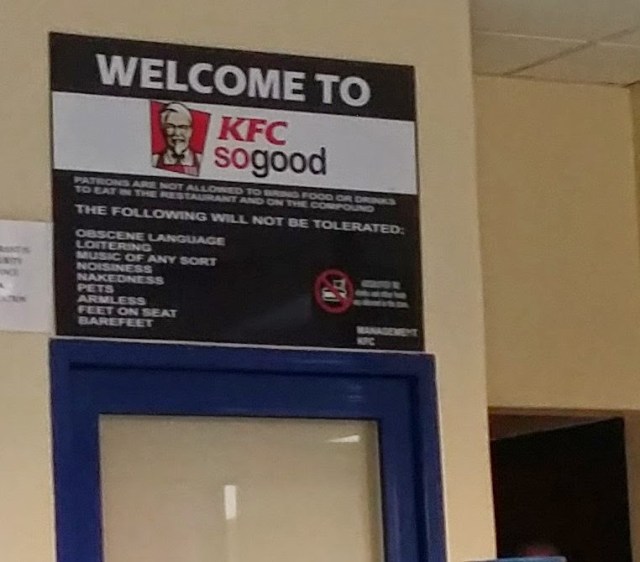 WELCOME TO
KFC
sogood
PATRONS ARE NOT ALLOWED TO BRING FOOD OR DRINKS
TO EAT IN THE RESTAURANT AND ON THE COMPOUND
THE FOLLOWING WILL NOT BE TOLERATED:
OBSCENE LANGUAGE
LOITERING
MUSIC OF ANY SORT
NOISINESS
NAKEDNESS
PETS
ARMLESS
FEET ON SEAT
BAREFEET
MANAGEMENT
KFC